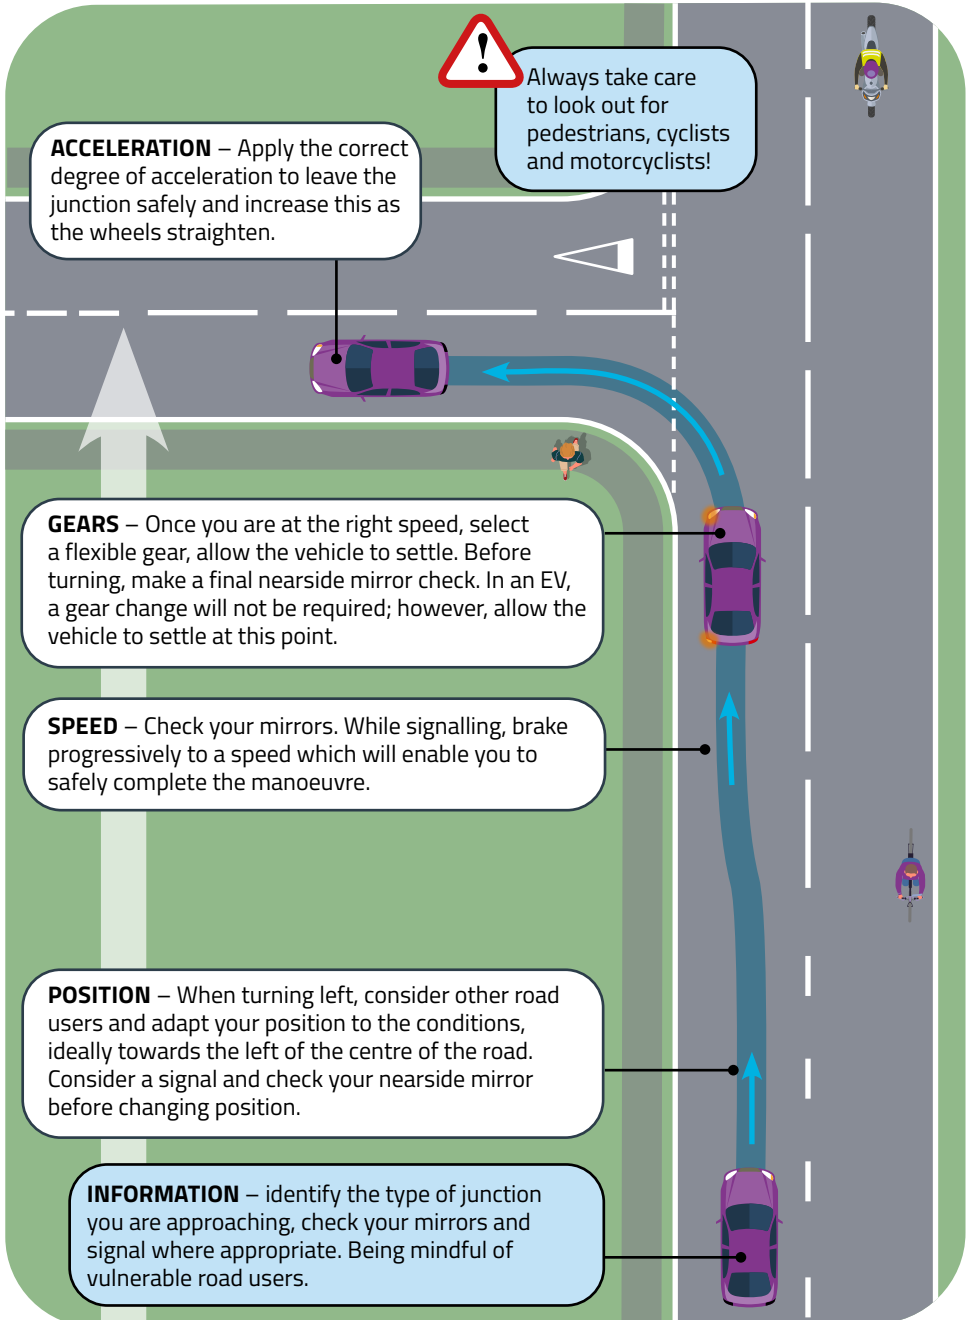 !
Always take care
to look out for
pedestrians, cyclists
and motorcyclists!
ACCELERATION – Apply the correct
degree of acceleration to leave the
junction safely and increase this as
the wheels straighten.
GEARS – Once you are at the right speed, select
a flexible gear, allow the vehicle to settle. Before
turning, make a final nearside mirror check. In an EV,
a gear change will not be required; however, allow the
vehicle to settle at this point.
SPEED – Check your mirrors. While signalling, brake
progressively to a speed which will enable you to
safely complete the manoeuvre.
POSITION – When turning left, consider other road
users and adapt your position to the conditions,
ideally towards the left of the centre of the road.
Consider a signal and check your nearside mirror
before changing position.
INFORMATION – identify the type of junction
you are approaching, check your mirrors and
signal where appropriate. Being mindful of
vulnerable road users.